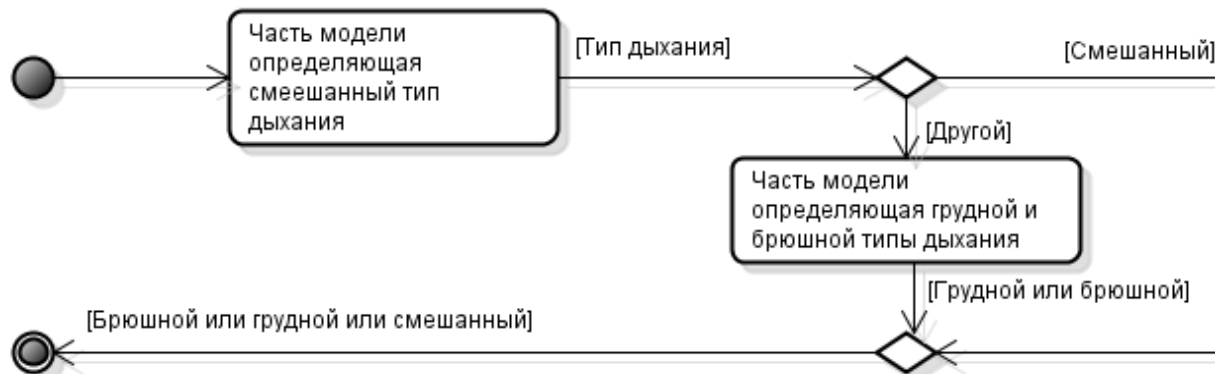 Часть модели
определяющая
смеешанный тип
дыхания
[Тип дыхания]
[Смешанный]
[Другой]
Часть модели
определяющая грудной и
брюшной типы дыхания
[Грудной или брюшной]
[Брюшной или грудной или смешанный]